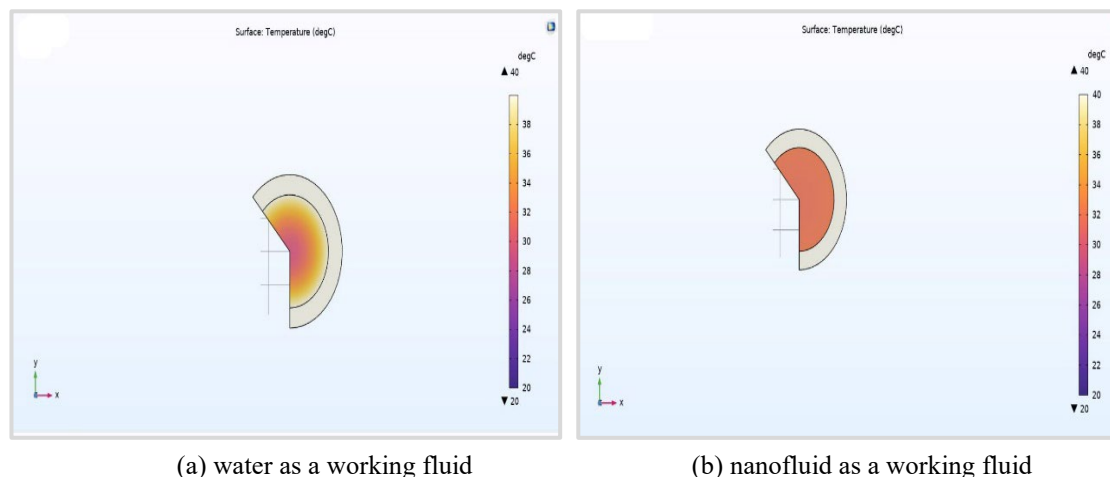 Surface: Temperature (degC)
degC
▲ 40
38
36
34
32
30
28
26
24
22
20
▼ 20
y
x
Surface: Temperature (degC)
degC
▲ 40
40
38
36
34
32
30
28
26
24
22
20
▼ 20
y
x
(a) water as a working fluid
(b) nanofluid as a working fluid